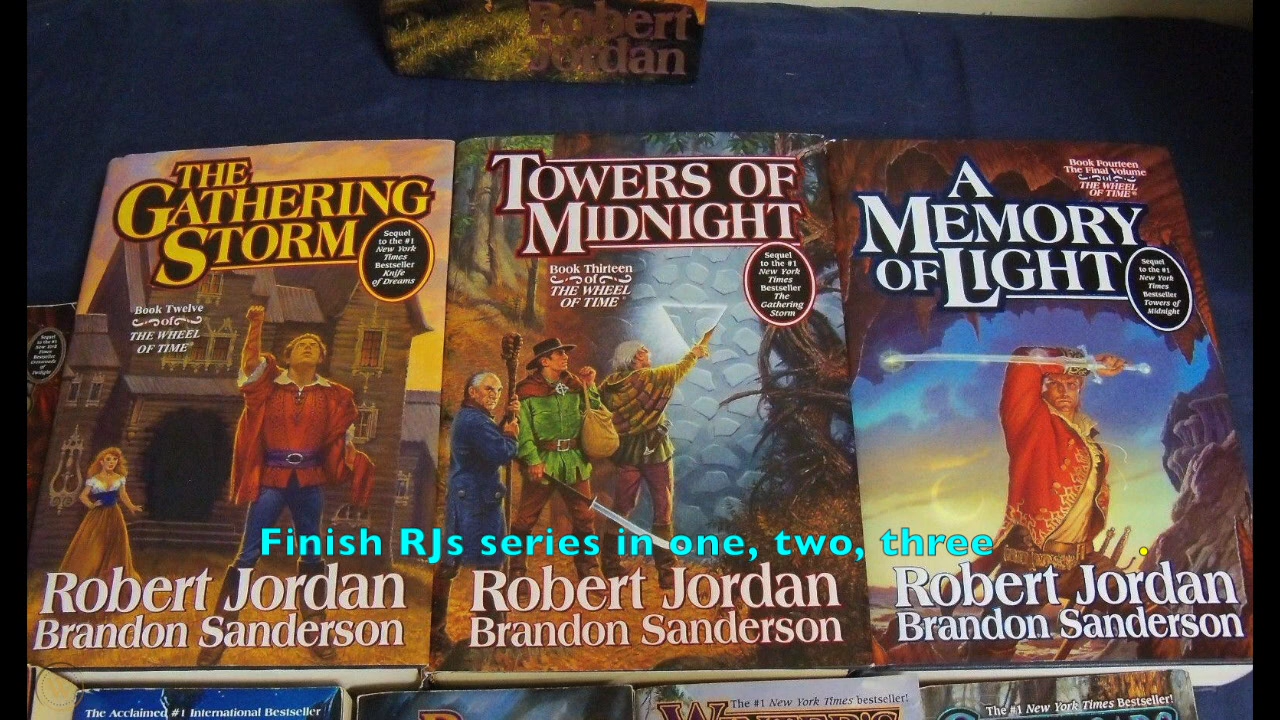 Robert
Jordan
THE
GATHERING
STORM
Sequel
to the #1
New York
Times
Bestseller
Knife
of Dreams
Book Twelve
of
THE WHEEL
OF TIME®
Robert Jordan
Brandon Sanderson
TOWERS OF
MIDNIGHT
Book Thirteen
of
THE WHEEL
OF TIME
Sequel
to the #1
New York
Times
Bestseller
The
Gathering
Storm
Robert Jordan
Brandon Sanderson
Book Fourteen
The Final Volume
of
THE WHEEL
OF TIME®
A
MEMORY
OF LIGHT
Sequel
to the #1
New York
Times
Bestseller
Towers of
Midnight
Robert Jordan
Brandon Sanderson
Finish RJs series in one, two, three .
The Acclaimed #1 International Bestseller
The #1 New York Times bestseller!
WINTER'S
The #1 New York Times Bestseller!